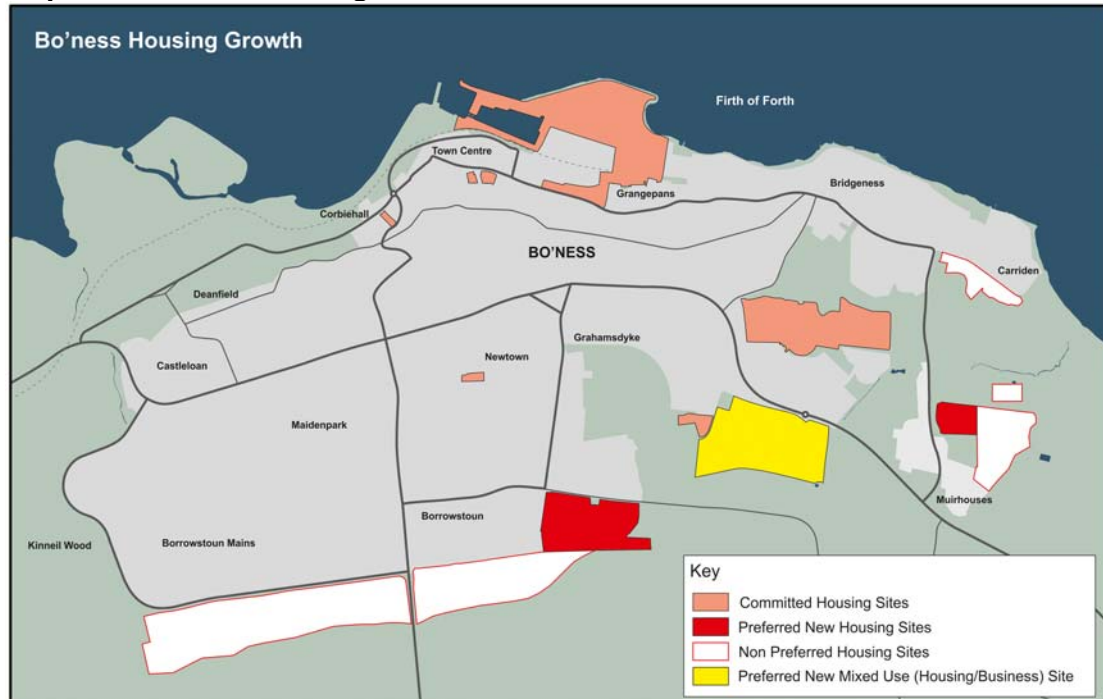 Bo'ness Housing Growth
Firth of Forth
Town Centre
Bridgeness
Grangepans
Corbiehall
BO'NESS
Carriden
Deanfield
Grahamsdyke
Newtown
Castleloan
Maidenpark
Muirhouses
Borrowstoun
Kinneil Wood
Borrowstoun Mains
Key
Committed Housing Sites
Preferred New Housing Sites
Non Preferred Housing Sites
Preferred New Mixed Use (Housing/Business) Site